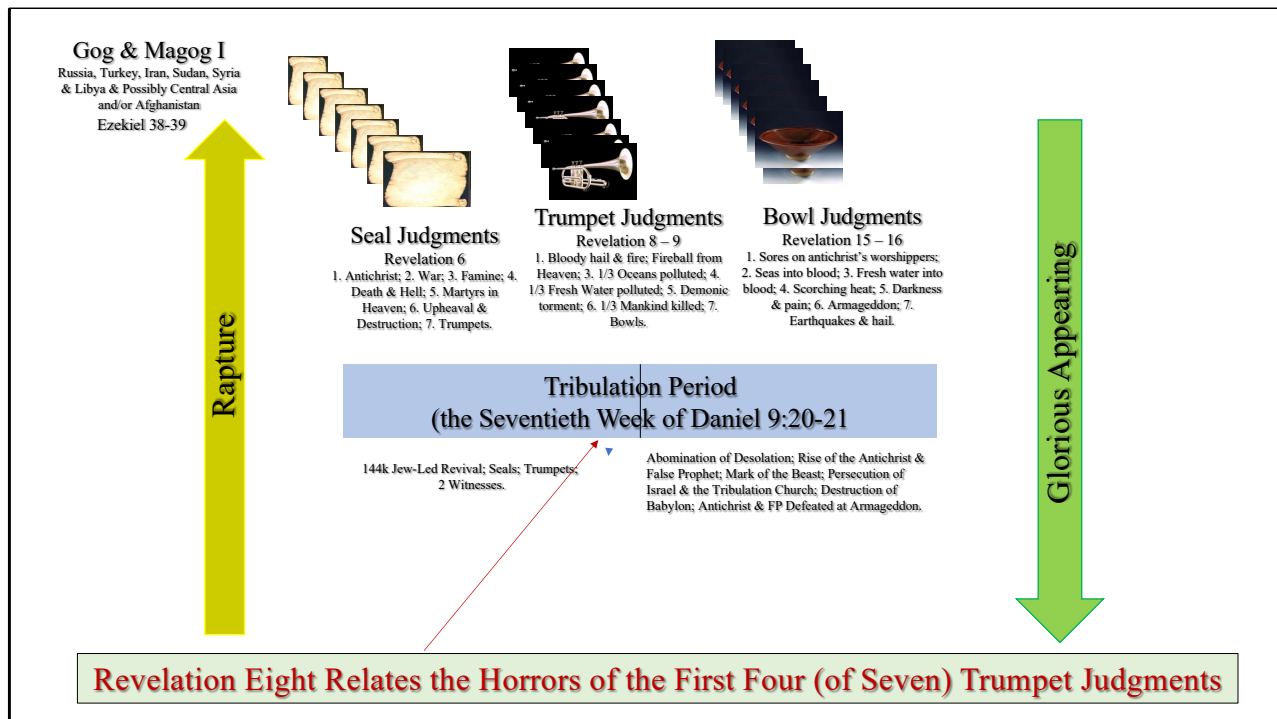 Gog & Magog I
Russia, Turkey, Iran, Sudan, Syria
& Libya & Possibly Central Asia
and/or Afghanistan
Ezekiel 38-39
Rapture
Seal Judgments
Revelation 6
1. Antichrist; 2. War; 3. Famine; 4.
Death & Hell; 5. Martyrs in
Heaven; 6. Upheaval &
Destruction; 7. Trumpets.
Trumpet Judgments
Revelation 8 – 9
1. Bloody hail & fire; Fireball from
Heaven; 3. 1/3 Oceans polluted; 4.
1/3 Fresh Water polluted; 5. Demonic
torment; 6. 1/3 Mankind killed; 7.
Bowls.
Bowl Judgments
Revelation 15 – 16
1. Sores on antichrist’s worshippers;
2. Seas into blood; 3. Fresh water into
blood; 4. Scorching heat; 5. Darkness
& pain; 6. Armageddon; 7.
Earthquakes & hail.
Tribulation Period
(the Seventieth Week of Daniel 9:20-21
144k Jew-Led Revival; Seals; Trumpets;
2 Witnesses.
Abomination of Desolation; Rise of the Antichrist &
False Prophet; Mark of the Beast; Persecution of
Israel & the Tribulation Church; Destruction of
Babylon; Antichrist & FP Defeated at Armageddon.
Glorious Appearing
Revelation Eight Relates the Horrors of the First Four (of Seven) Trumpet Judgments